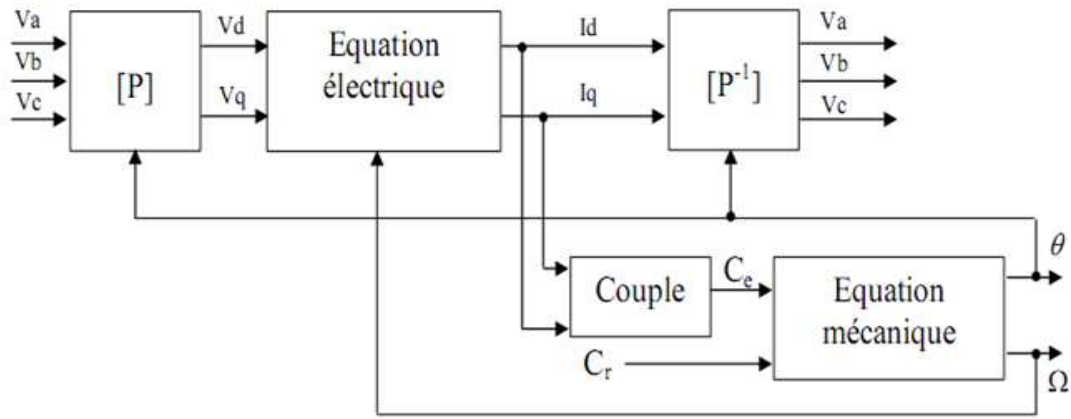 Va
Vb
Vc
[P]
Vd
Vq
Equation
électrique
Id
Iq
[P⁻¹]
Va
Vb
Vc
Couple
Cₑ
Cᵣ
Equation
mécanique
θ
Ω